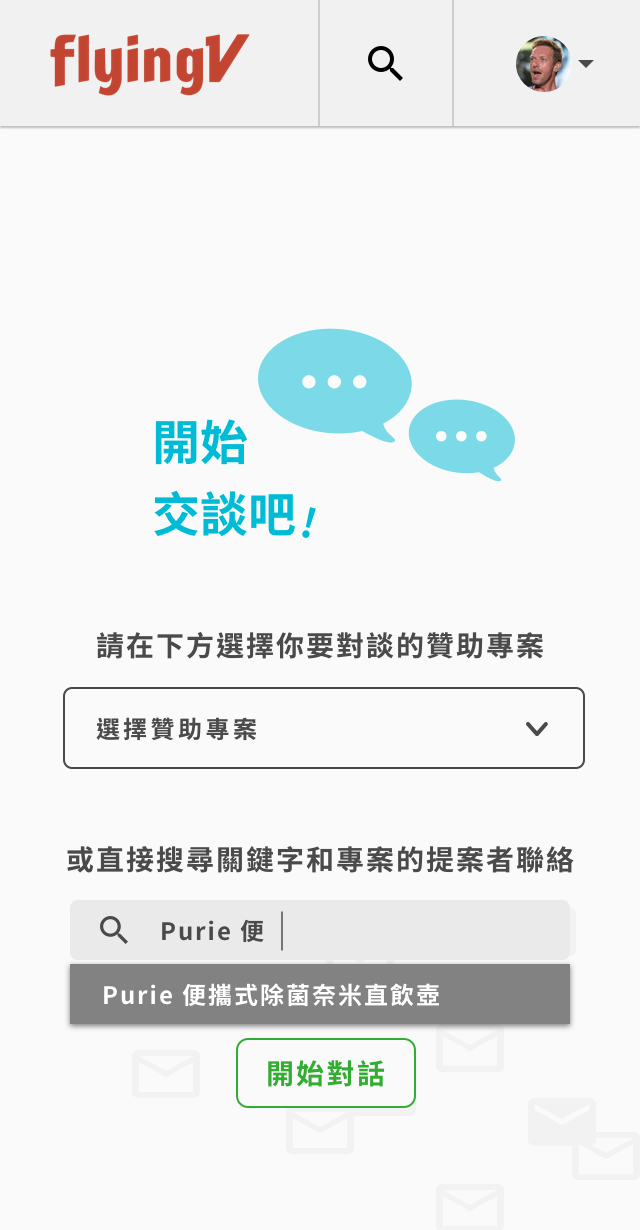 flyingV
開始
交談吧!
請在下方選擇你要對談的贊助專案
選擇贊助專案
或直接搜尋關鍵字和專案的提案者聯絡
Purie 便
Purie 便攜式除菌奈米直飲壺
開始對話